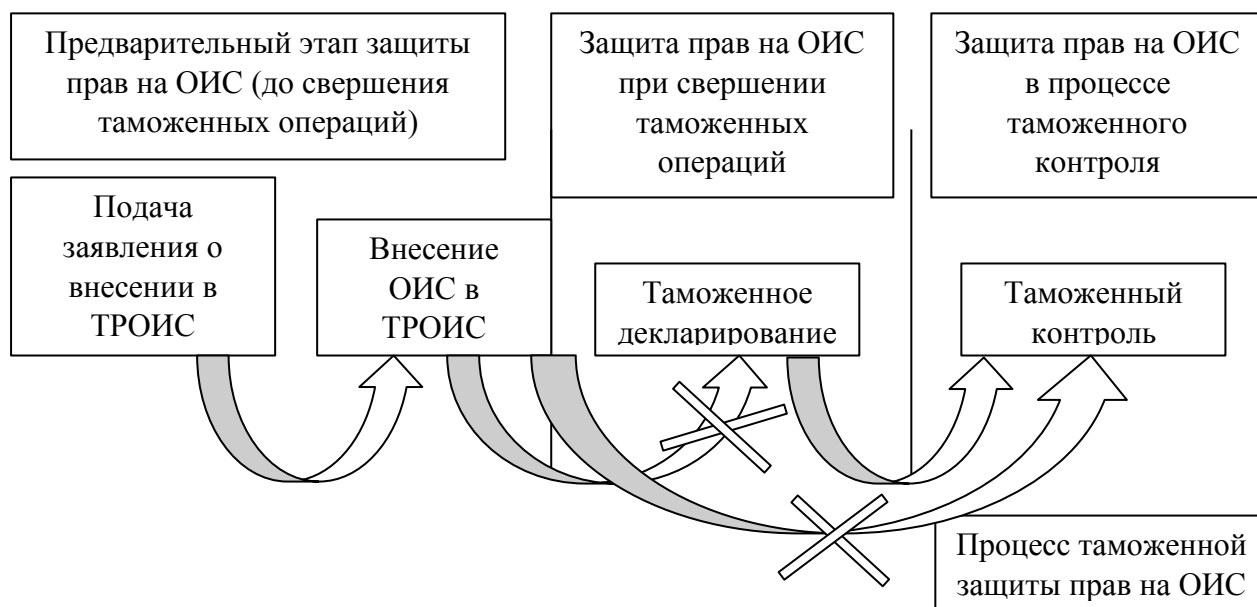 Предварительный этап защиты
прав на ОИС (до свершения
таможенных операций)
Защита прав на ОИС
при свершении
таможенных
операций
Защита прав на ОИС
в процессе
таможенного
контроля
Подача
заявления о
внесении в
ТРОИС
Внесение
ОИС в
ТРОИС
Таможенное
декларирование
Таможенный
контроль
Процесс таможенной
защиты прав на ОИС